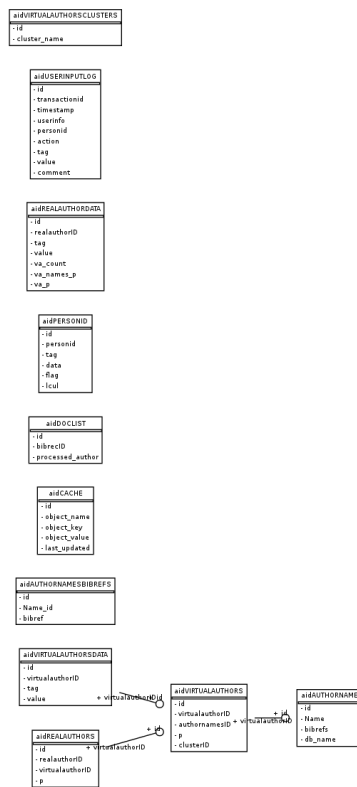 aidVIRTUALAUTHORSCLUSTERS
- id
- cluster_name
aidUSERINPUTLOG
- id
- transactionid
- timestamp
- userinfo
- personid
- action
- tag
- value
- comment
aidREALAUTHORDATA
- id
- realauthorID
- tag
- value
- va_count
- va_names_p
- va_p
aidPERSONID
- id
- personid
- tag
- data
- flag
- lcul
aidDOCLIST
- id
- bibrecID
- processed_author
aidCACHE
- id
- object_name
- object_key
- object_value
- last_updated
aidAUTHORNAMESBIBREFS
- id
- Name_id
- bibref
aidVIRTUALAUTHORSDATA
- id
- virtualauthorID
- tag
- value
+ virtualauthorID
+ id
aidVIRTUALAUTHORS
- id
- virtualauthorID
- authornamesID
- p
- clusterID
+ virtualauthorID
+ id
aidAUTHORNAME
- id
- Name
- bibrefs
- db_name
aidREALAUTHORS
- id
- realauthorID
- virtualauthorID
- p
+ virtualauthorID
+ id